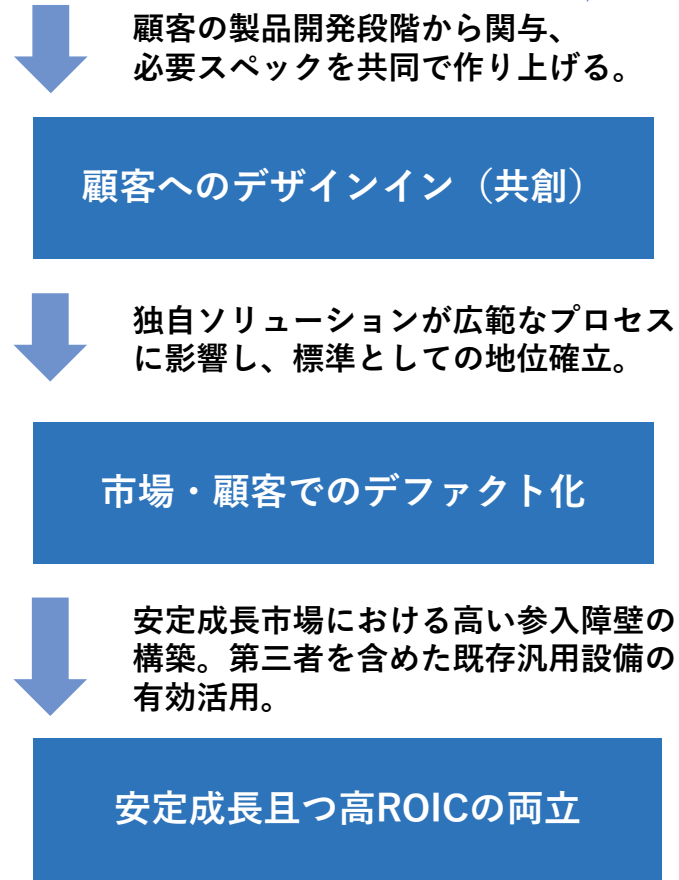 顧客の製品開発段階から関与、
必要スペックを共同で作り上げる。
顧客へのデザインイン（共創）
独自ソリューションが広範なプロセス
に影響し、標準としての地位確立。
市場・顧客でのデファクト化
安定成長市場における高い参入障壁の
構築。第三者を含めた既存汎用設備の
有効活用。
安定成長且つ高ROICの両立